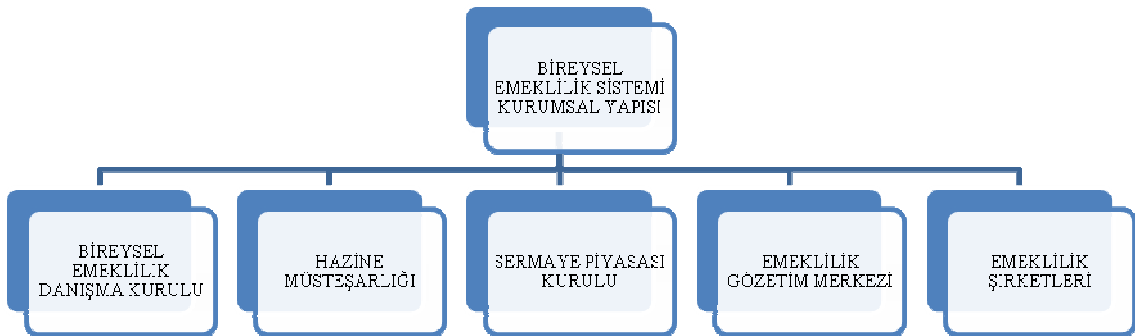 BİREYSEL
EMEKLİLİK SİSTEMİ
KURUMSAL YAPISI
BİREYSEL
EMEKLİLİK
DANIŞMA KURULU
HAZİNE
MÜSTEŞARLIĞI
SERMAYE PİYASASI
KURULU
EMEKLİLİK
GÖZETİM MERKEZİ
EMEKLİLİK
ŞİRKETLERİ